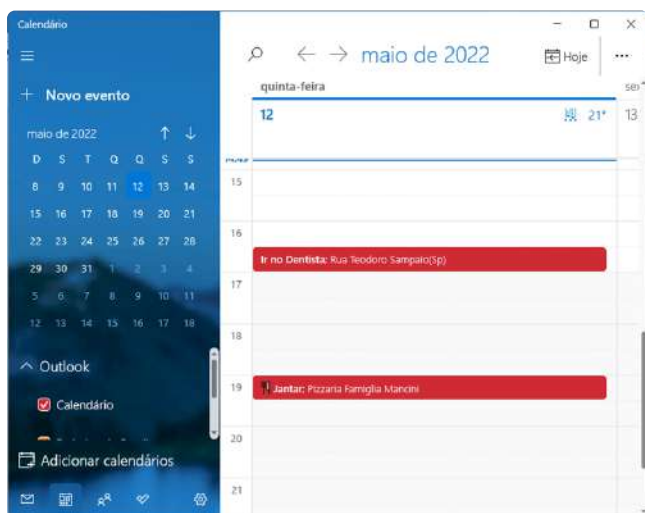 Calendário
Novo evento
maio de 2022
D S T Q Q S S
8 9 10 11 12 13 14
15 16 17 18 19 20 21
22 23 24 25 26 27 28
29 30 31 1 2 3 4
5 6 7 8 9 10 11
12 13 14 15 16 17 18
Outlook
Calendário
Adicionar calendários
maio de 2022
Hoje
quinta-feira
12 21°
13
15
16
Ir no Dentista: Rua Teodoro Sampaio(Sp)
17
18
19
Jantar: Pizzaria Famiglia Mancini
20
21